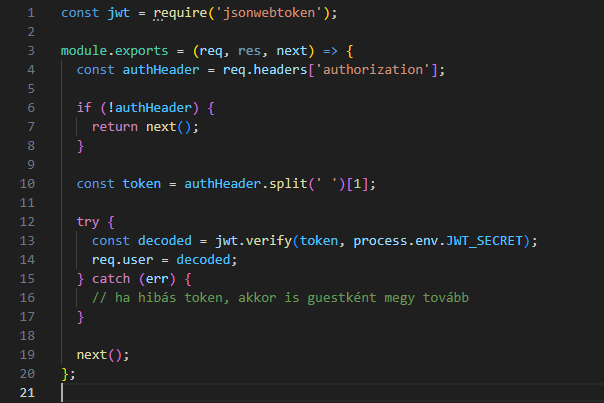 1 const jwt = require('jsonwebtoken');
2
3 module.exports = (req, res, next) => {
4   const authHeader = req.headers['authorization'];
5
6   if (!authHeader) {
7     return next();
8   }
9
10   const token = authHeader.split(' ')[1];
11
12   try {
13     const decoded = jwt.verify(token, process.env.JWT_SECRET);
14     req.user = decoded;
15   } catch (err) {
16     // ha hibás token, akkor is guestként megy tovább
17   }
18
19   next();
20 };
21